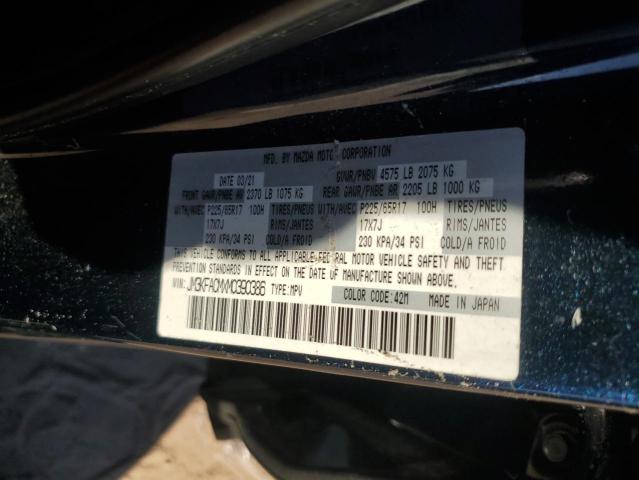 MFD. BY MAZDA MOTOR CORPORATION
DATE 03/21 GVWR/PNBV 4575 LB 2075 KG
FRONT GAWR/PNBE AV 2370 LB 1075 KG REAR GAWR/PNBE AR 2205 LB 1000 KG
WITH/AVEC P225/65R17 100H TIRES/PNEUS WITH/AVEC P225/65R17 100H TIRES/PNEUS
17X7J RIMS/JANTES 17X7J RIMS/JANTES
230 KPA/34 PSI COLD/A FROID 230 KPA/34 PSI COLD/A FROID
THIS VEHICLE CONFORMS TO ALL APPLICABLE FEDERAL MOTOR VEHICLE SAFETY AND THEFT
PREVENTION STANDARDS IN EFFECT ON THE DATE OF MANUFACTURE SHOWN ABOVE.
VIN: TYPE:MPV COLOR CODE:42M MADE IN JAPAN